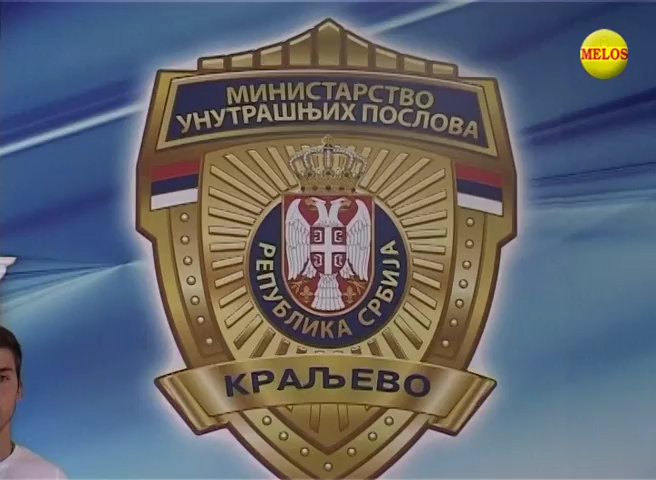 MELOS
МИНИСТАРСТВО
УНУТРАШЊИХ ПОСЛОВА
РЕПУБЛИКА СРБИЈА
КРАЉЕВО